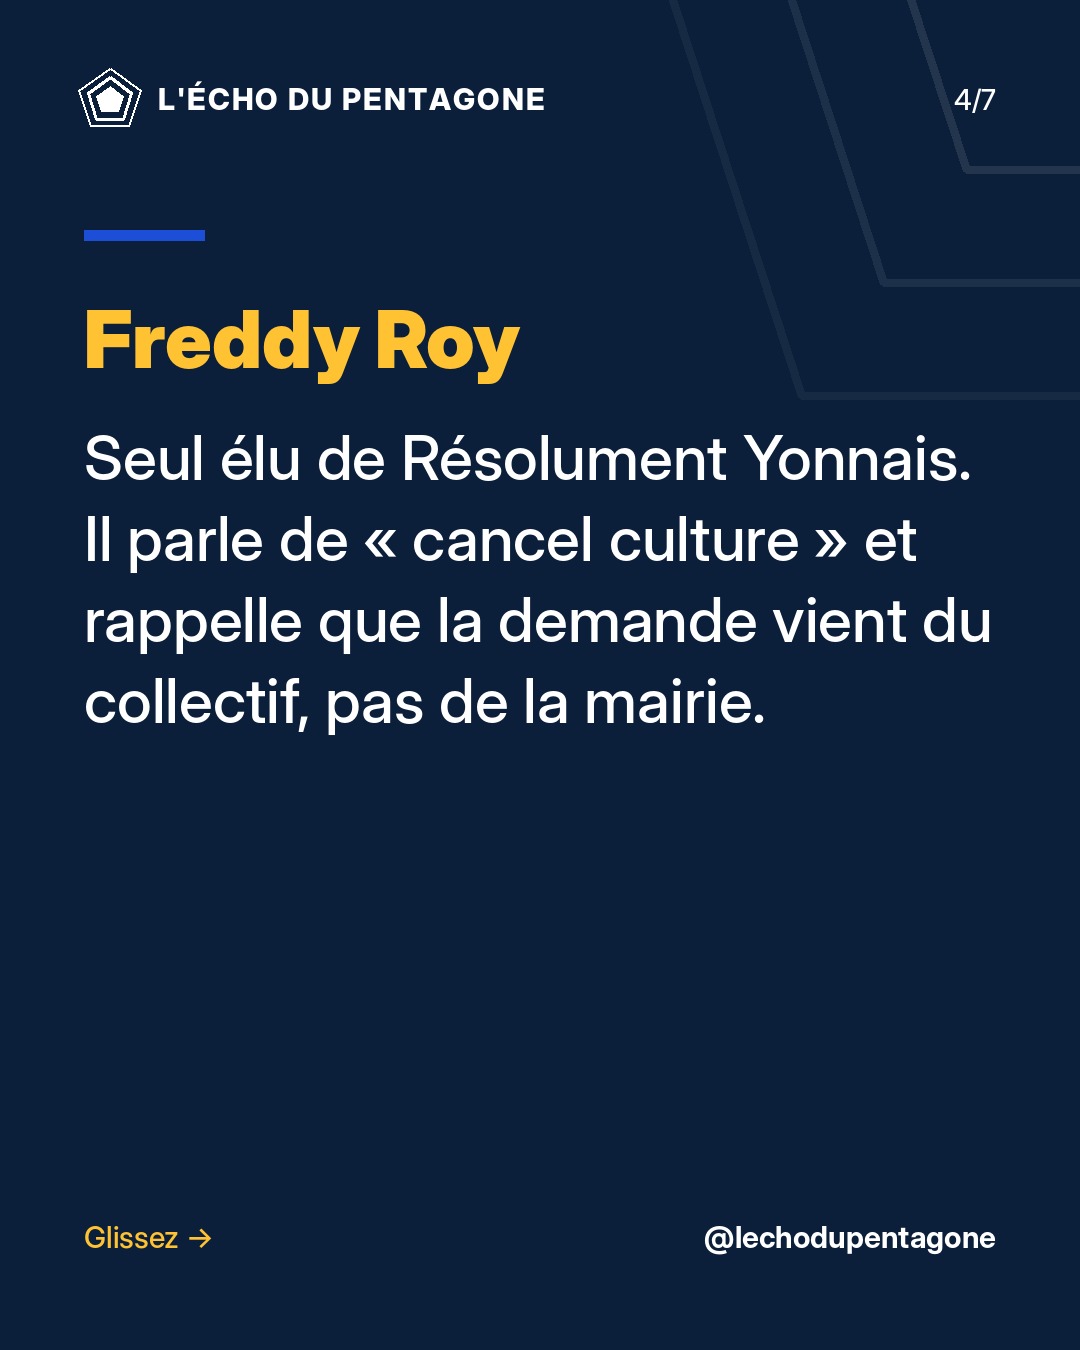 L'ÉCHO DU PENTAGONE
4/7
Freddy Roy
Seul élu de Résolument Yonnais.
Il parle de « cancel culture » et
rappelle que la demande vient du
collectif, pas de la mairie.
Glissez →
@lechodupentagone